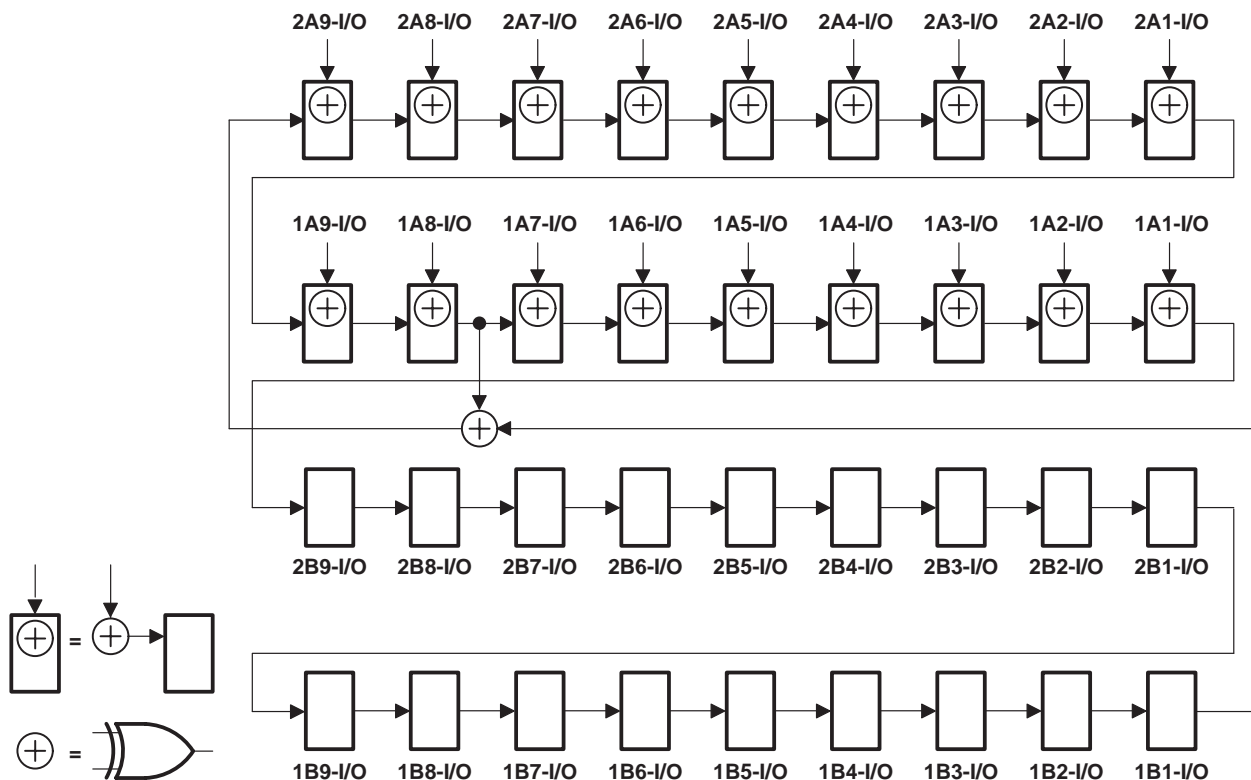 2A9-I/O 2A8-I/O 2A7-I/O 2A6-I/O 2A5-I/O 2A4-I/O 2A3-I/O 2A2-I/O 2A1-I/O
1A9-I/O 1A8-I/O 1A7-I/O 1A6-I/O 1A5-I/O 1A4-I/O 1A3-I/O 1A2-I/O 1A1-I/O
2B9-I/O 2B8-I/O 2B7-I/O 2B6-I/O 2B5-I/O 2B4-I/O 2B3-I/O 2B2-I/O 2B1-I/O
=
=
1B9-I/O 1B8-I/O 1B7-I/O 1B6-I/O 1B5-I/O 1B4-I/O 1B3-I/O 1B2-I/O 1B1-I/O